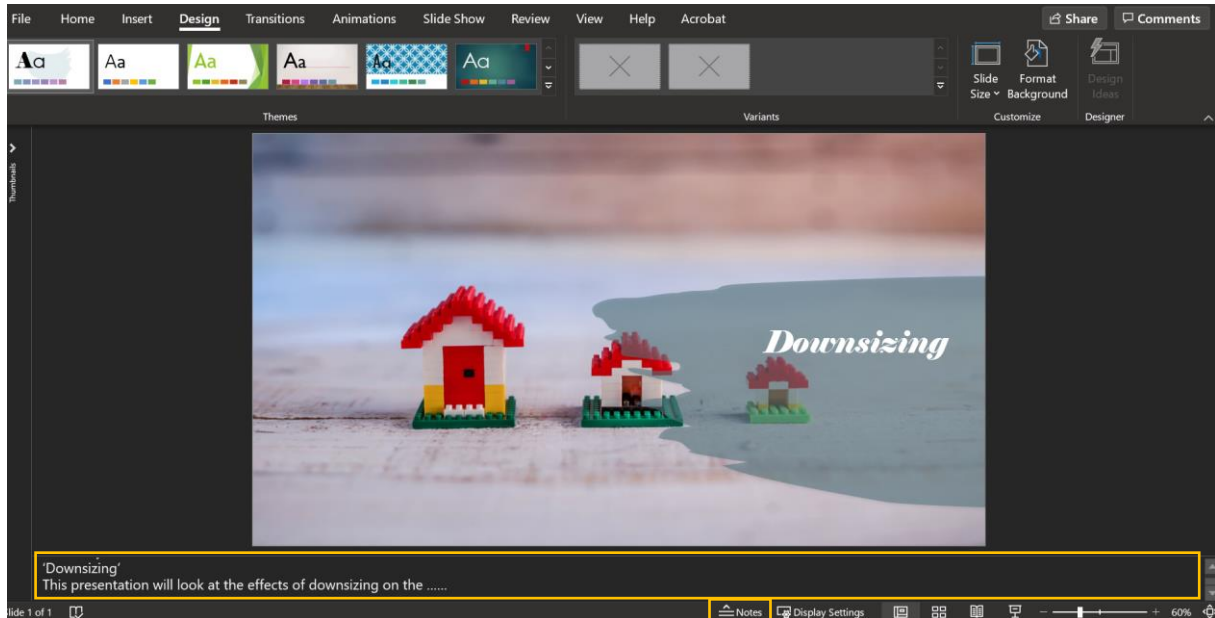 File Home Insert Design Transitions Animations Slide Show Review View Help Acrobat Share Comments
Aa Aa Aa Aa Aa Aa
Slide Size Format Background Design Ideas
Themes Variants Customize Designer
Thumbnails
Downsizing
'Downsizing'
This presentation will look at the effects of downsizing on the ......
Slide 1 of 1 Notes Display Settings 60%